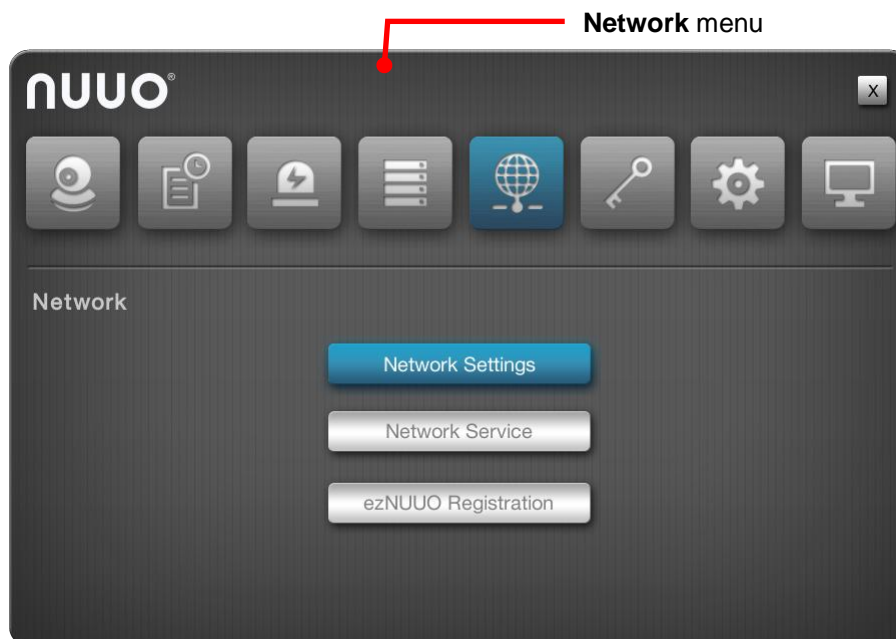 Network menu
nuuo®
X
Network
Network Settings
Network Service
ezNUUO Registration